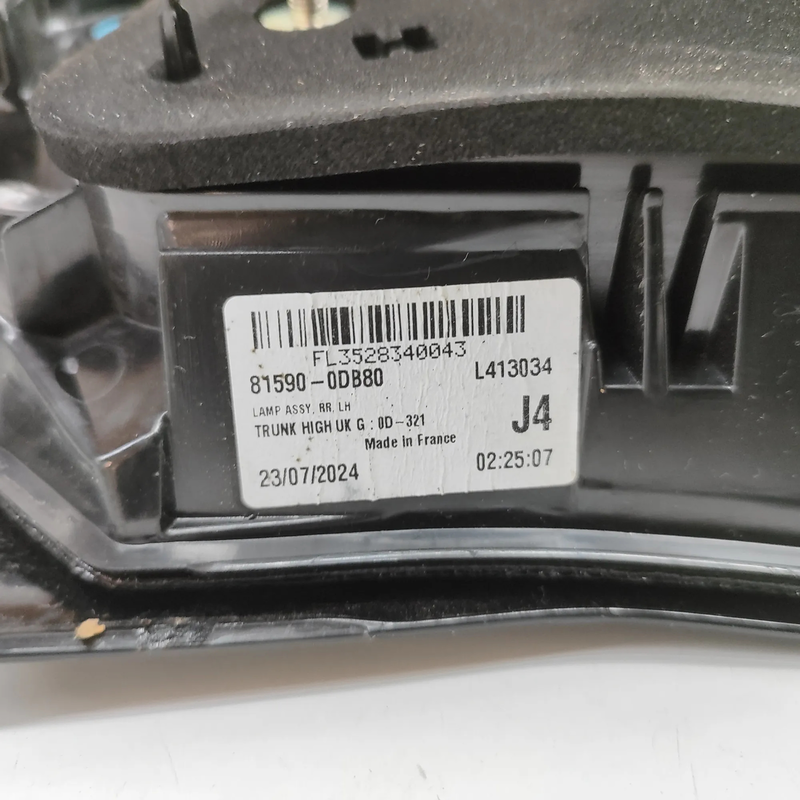 FL3528340043
81590-0DB80 L413034
LAMP ASSY, RR, LH
TRUNK HIGH UK G : 0D-321 J4
Made in France
23/07/2024 02:25:07